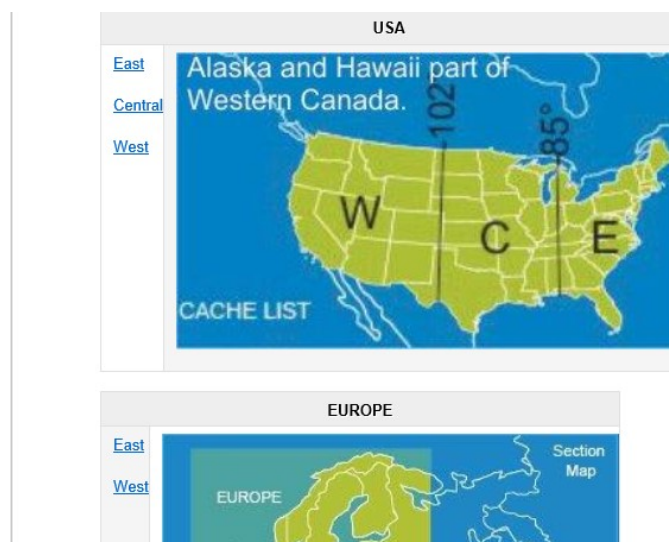 USA
East
Central
West
Alaska and Hawaii part of
Western Canada.
102°
85°
W
C
E
CACHE LIST
EUROPE
East
West
Section
Map
EUROPE